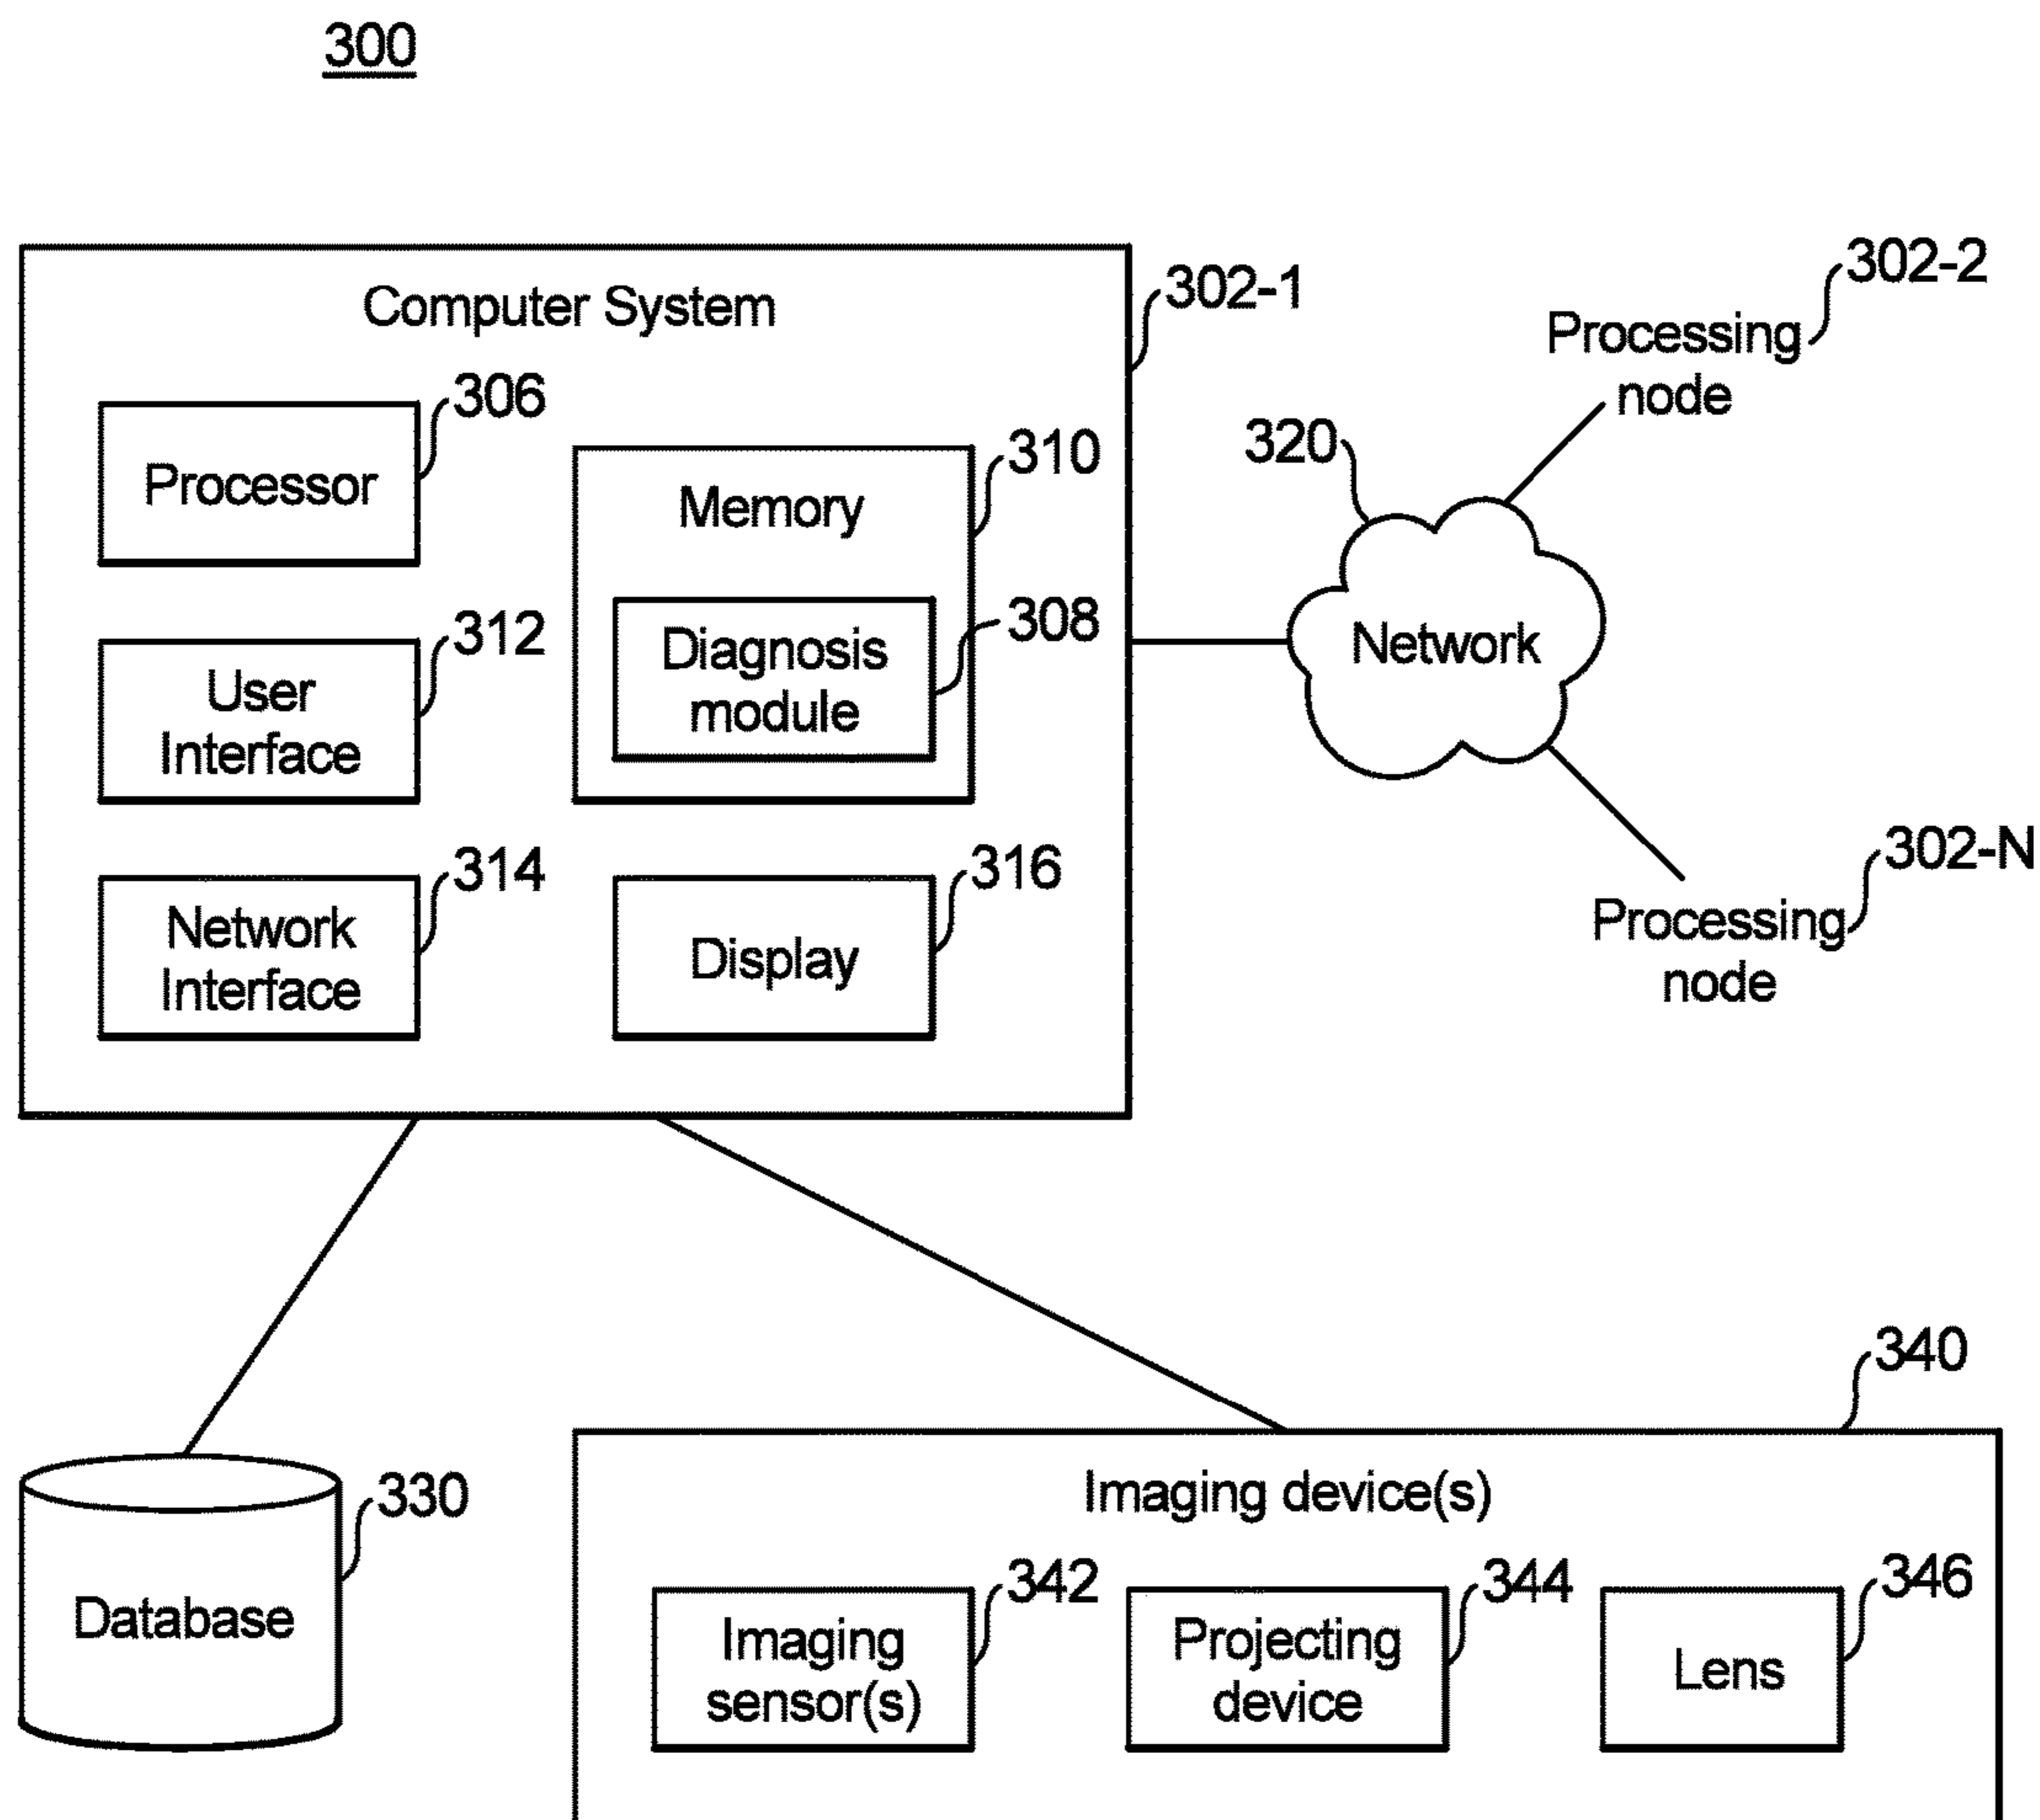 300
Computer System
302-1
302-2
Processing
node
306
Processor
310
Memory
320
312
User
Interface
308
Diagnosis
module
Network
314
Network
Interface
316
Display
302-N
Processing
node
340
330
Database
Imaging device(s)
342
Imaging
sensor(s)
344
Projecting
device
346
Lens